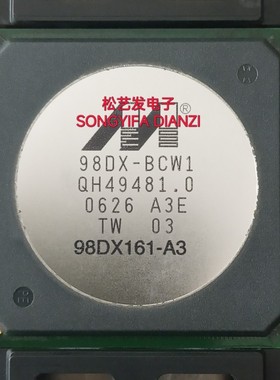 松艺发电子
SONGYIFA DIANZI
®
98DX-BCW1
QH49481.0
0626 A3E
TW 03
98DX161-A3